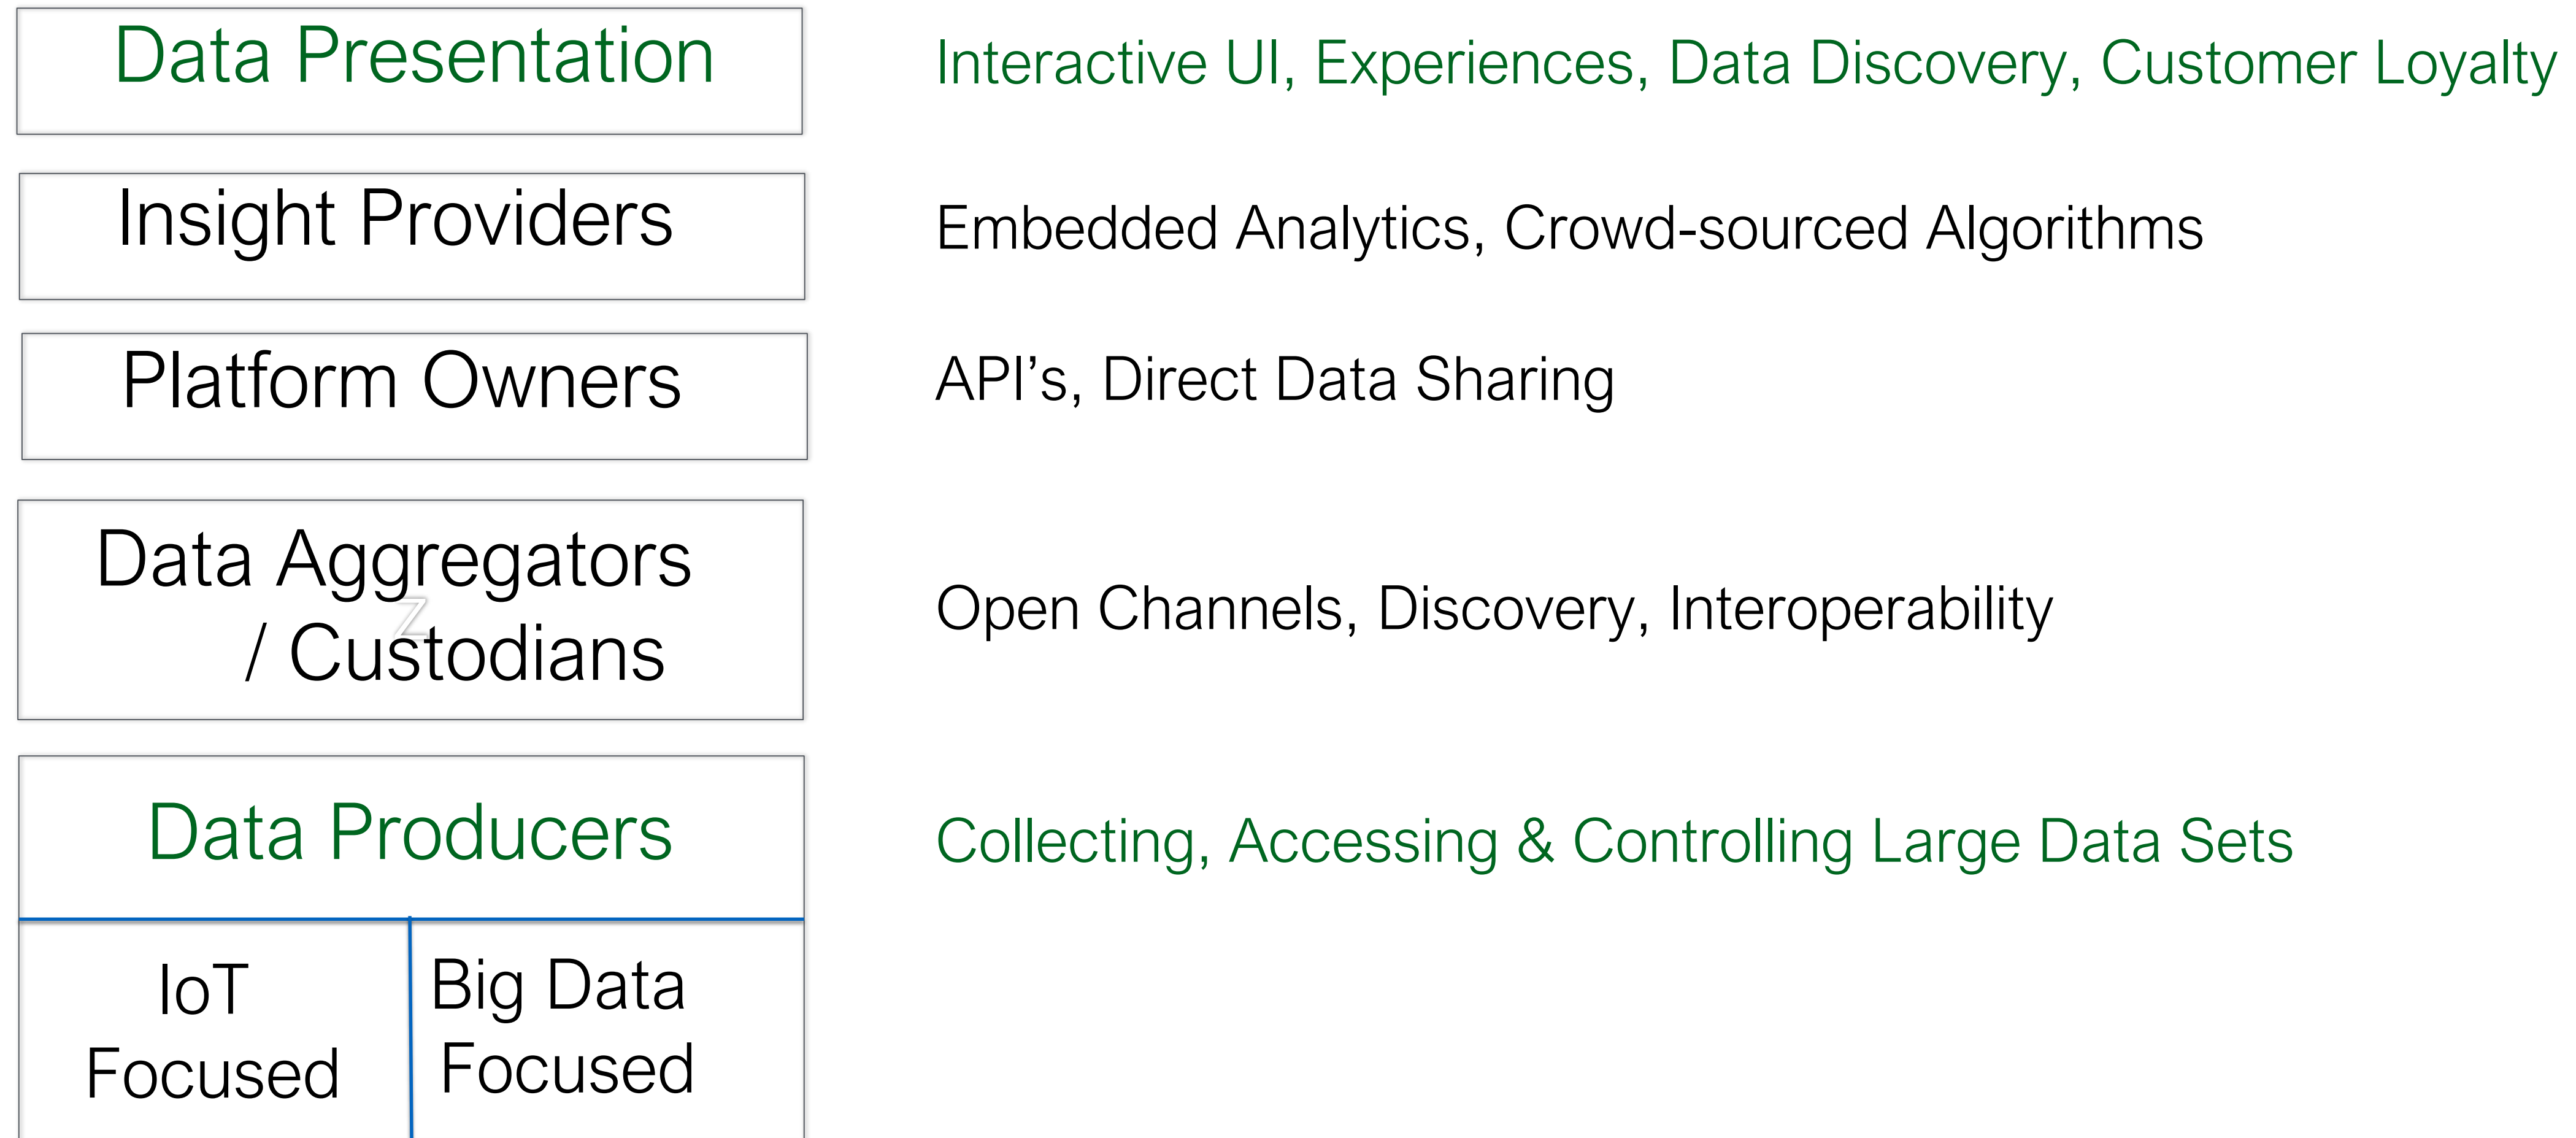 Data Presentation
Interactive UI, Experiences, Data Discovery, Customer Loyalty
Insight Providers
Embedded Analytics, Crowd-sourced Algorithms
Platform Owners
API’s, Direct Data Sharing
Data Aggregators
z
/ Custodians
Open Channels, Discovery, Interoperability
Data Producers
Collecting, Accessing & Controlling Large Data Sets
IoT
Focused
Big Data
Focused